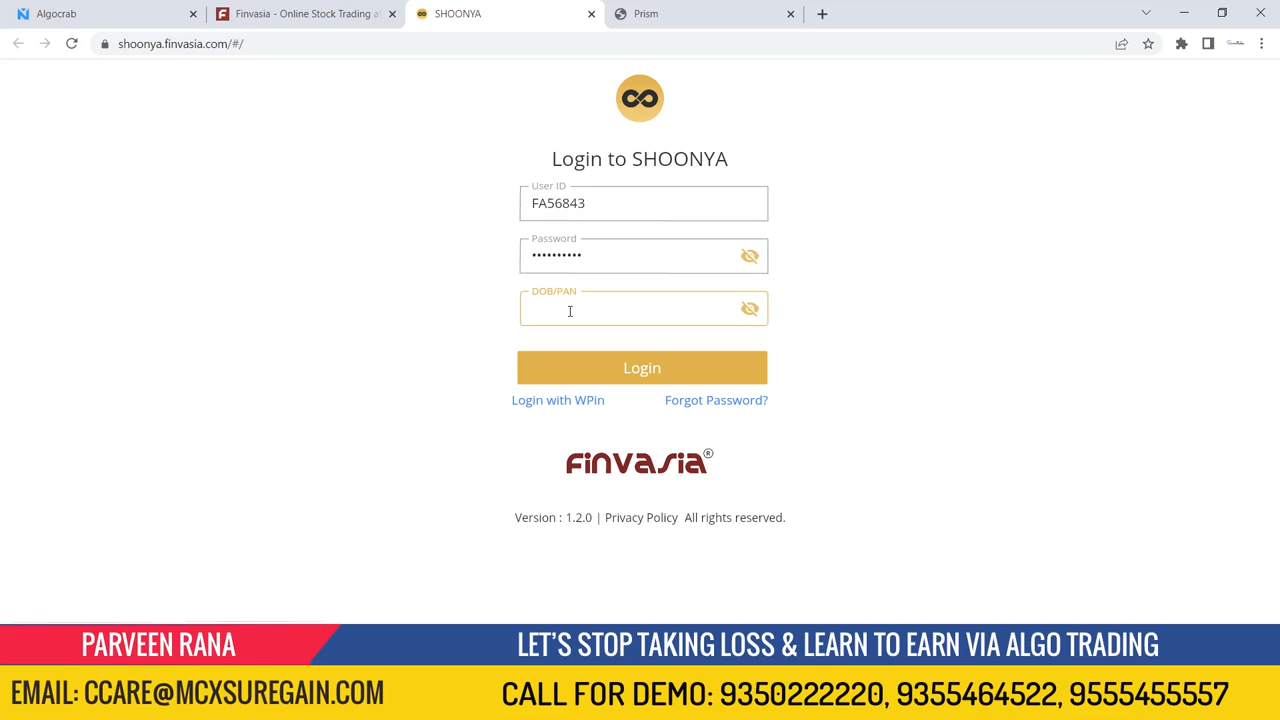 Algocrab
Finvasia - Online Stock Trading a
SHOONYA
Prism
shoonya.finvasia.com/#/
Login to SHOONYA
User ID
FA56843
Password
••••••••••
DOB/PAN
Login
Login with WPin Forgot Password?
finvasia®
Version : 1.2.0 | Privacy Policy All rights reserved.
PARVEEN RANA
LET'S STOP TAKING LOSS & LEARN TO EARN VIA ALGO TRADING
EMAIL: CCARE@MCXSUREGAIN.COM
CALL FOR DEMO: 9350222220, 9355464522, 9555455557